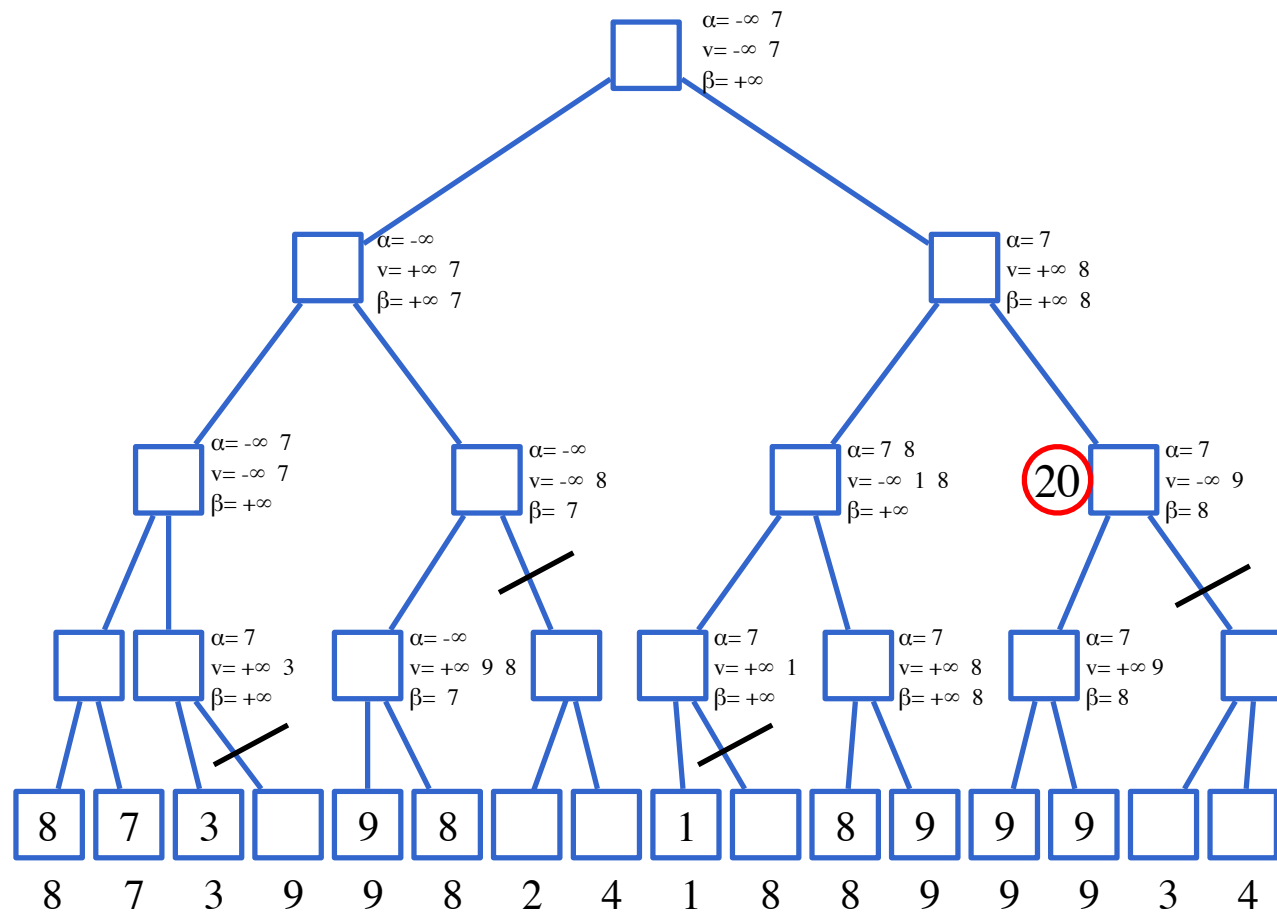 α= -∞ 7
v= -∞ 7
β= +∞
α= -∞
v= +∞ 7
β= +∞ 7
α= 7
v= +∞ 8
β= +∞ 8
α= -∞ 7
v= -∞ 7
β= +∞
α= -∞
v= -∞ 8
β= 7
α= 7 8
v= -∞ 1 8
β= +∞
20
α= 7
v= -∞ 9
β= 8
α= 7
v= +∞ 3
β= +∞
α= -∞
v= +∞ 9 8
β= 7
α= 7
v= +∞ 1
β= +∞
α= 7
v= +∞ 8
β= +∞ 8
α= 7
v= +∞ 9
β= 8
8 7 3 9 8 1 8 9 9 9
8 7 3 9 9 8 2 4 1 8 8 9 9 9 3 4